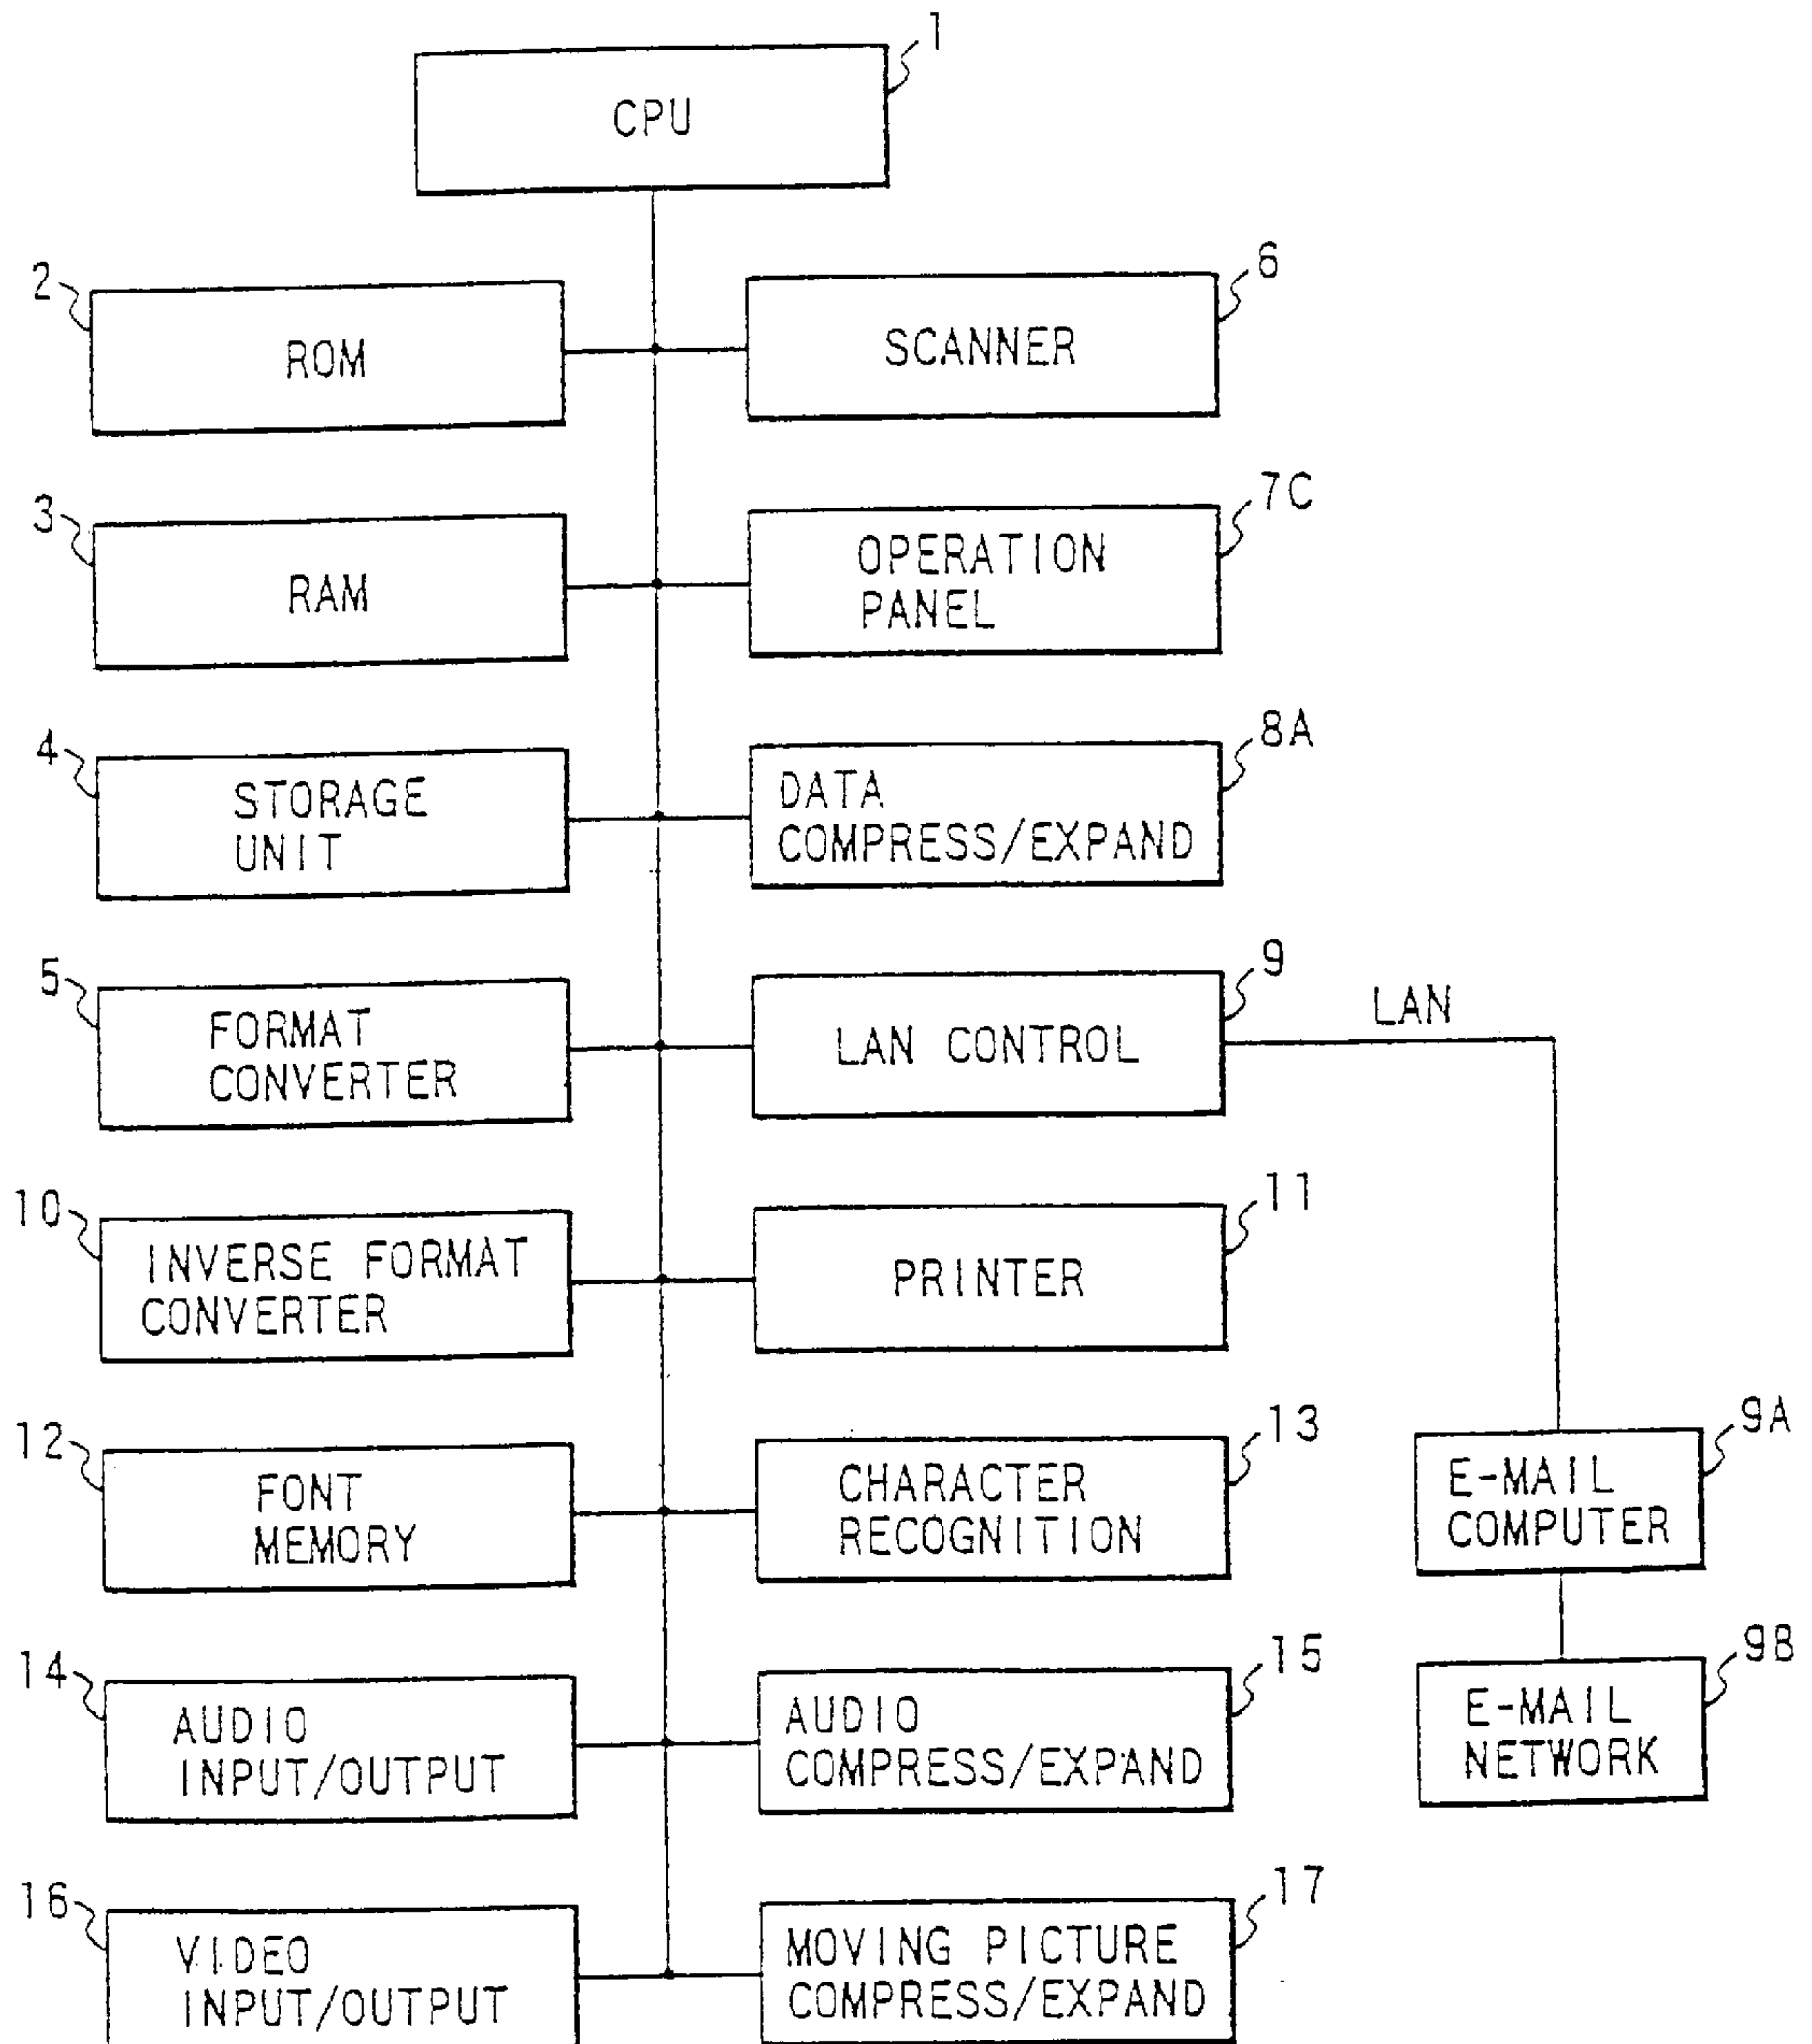 1
CPU
2
ROM
6
SCANNER
3
RAM
7C
OPERATION
PANEL
4
STORAGE
UNIT
8A
DATA
COMPRESS/EXPAND
5
FORMAT
CONVERTER
9
LAN CONTROL
LAN
10
INVERSE FORMAT
CONVERTER
11
PRINTER
12
FONT
MEMORY
13
CHARACTER
RECOGNITION
9A
E-MAIL
COMPUTER
14
AUDIO
INPUT/OUTPUT
15
AUDIO
COMPRESS/EXPAND
9B
E-MAIL
NETWORK
16
VIDEO
INPUT/OUTPUT
17
MOVING PICTURE
COMPRESS/EXPAND